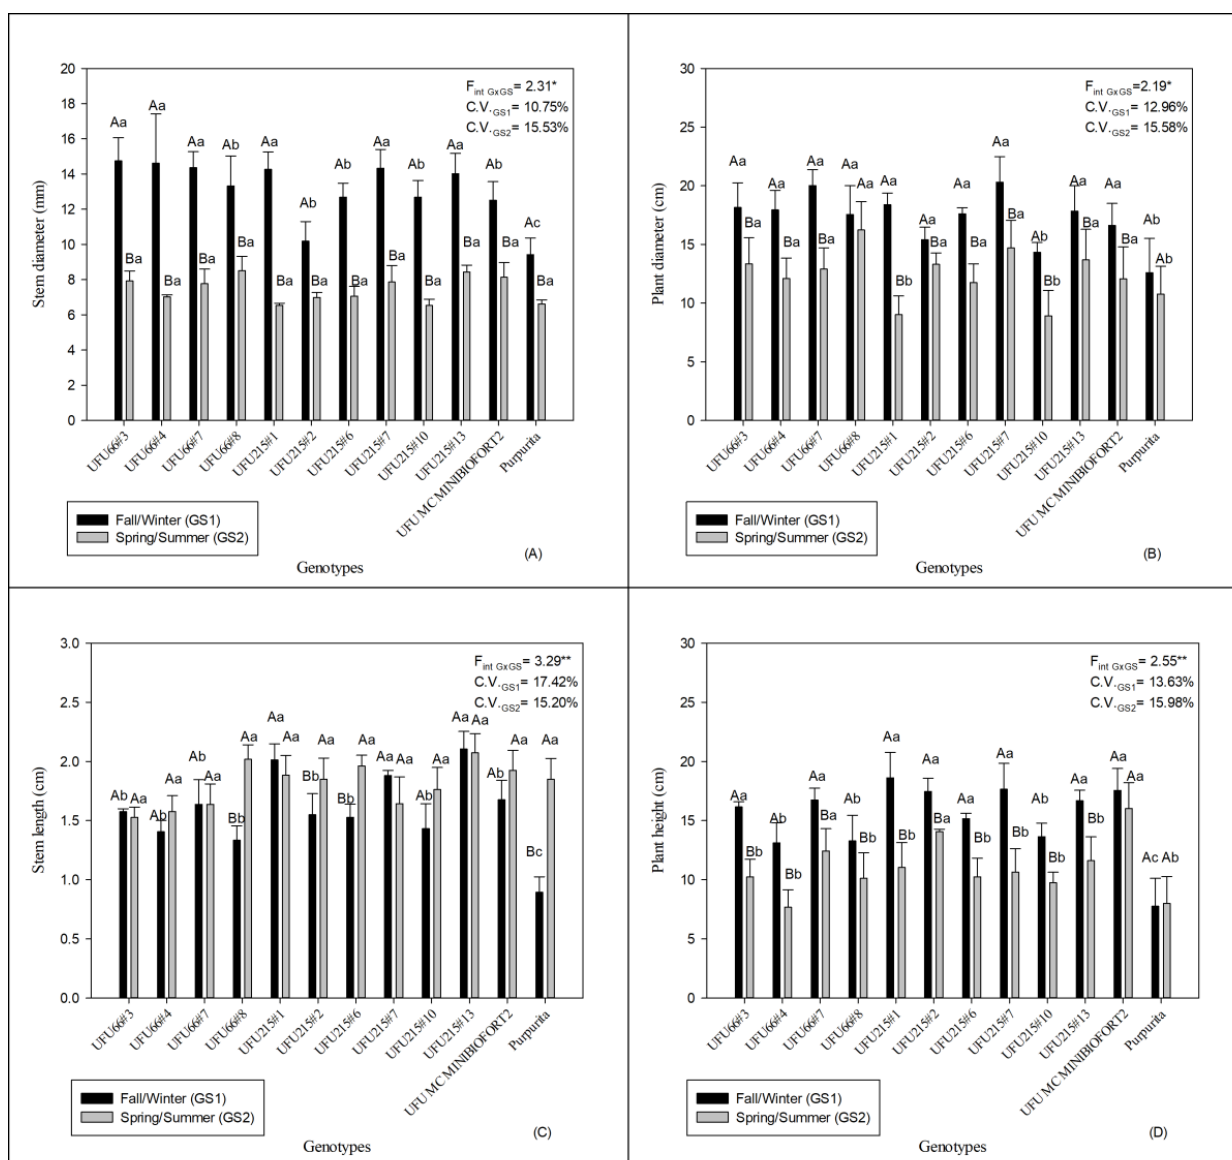 20
18
16
14
12
10
8
6
4
2
0
Stem diameter (mm)
F int GxGS= 2.31*
C.V.GS1= 10.75%
C.V.GS2= 15.53%
Aa Aa Aa Ab Aa Ab Ab Aa Ab Aa Ab Ac
Ba Ba Ba Ba Ba Ba Ba Ba Ba Ba Ba Ba
UFU66#3 UFU66#4 UFU66#7 UFU66#8 UFU215#1 UFU215#2 UFU215#6 UFU215#7 UFU215#10 UFU215#13 UFU MC MINIBIOFORT2 Purpurita
Fall/Winter (GS1)
Spring/Summer (GS2)
(A)
Genotypes
30
25
20
15
10
5
0
Plant diameter (cm)
F int GxGS=2.19*
C.V.GS1= 12.96%
C.V.GS2= 15.58%
Aa Aa Aa Aa Aa Aa Aa Aa Ab Aa Aa Ab
Ba Ba Ba Aa Bb Aa Ba Ba Bb Ba Ba Ab
UFU66#3 UFU66#4 UFU66#7 UFU66#8 UFU215#1 UFU215#2 UFU215#6 UFU215#7 UFU215#10 UFU215#13 UFU MC MINIBIOFORT2 Purpurita
Fall/Winter (GS1)
Spring/Summer (GS2)
(B)
Genotypes
3.0
2.5
2.0
1.5
1.0
0.5
0.0
Stem length (cm)
F int GxGS= 3.29**
C.V.GS1= 17.42%
C.V.GS2= 15.20%
Ab Ab Ab Bb Aa Bb Bb Aa Ab Aa Ab Bc
Aa Aa Aa Aa Aa Aa Aa Aa Aa Aa Aa Aa
UFU66#3 UFU66#4 UFU66#7 UFU66#8 UFU215#1 UFU215#2 UFU215#6 UFU215#7 UFU215#10 UFU215#13 UFU MC MINIBIOFORT2 Purpurita
Fall/Winter (GS1)
Spring/Summer (GS2)
(C)
Genotypes
30
25
20
15
10
5
0
Plant height (cm)
F int GxGS= 2.55**
C.V.GS1= 13.63%
C.V.GS2= 15.98%
Aa Ab Aa Ab Aa Aa Aa Aa Ab Aa Aa Ac
Bb Bb Ba Bb Bb Ba Bb Bb Bb Bb Aa Ab
UFU66#3 UFU66#4 UFU66#7 UFU66#8 UFU215#1 UFU215#2 UFU215#6 UFU215#7 UFU215#10 UFU215#13 UFU MC MINIBIOFORT2 Purpurita
Fall/Winter (GS1)
Spring/Summer (GS2)
(D)
Genotypes